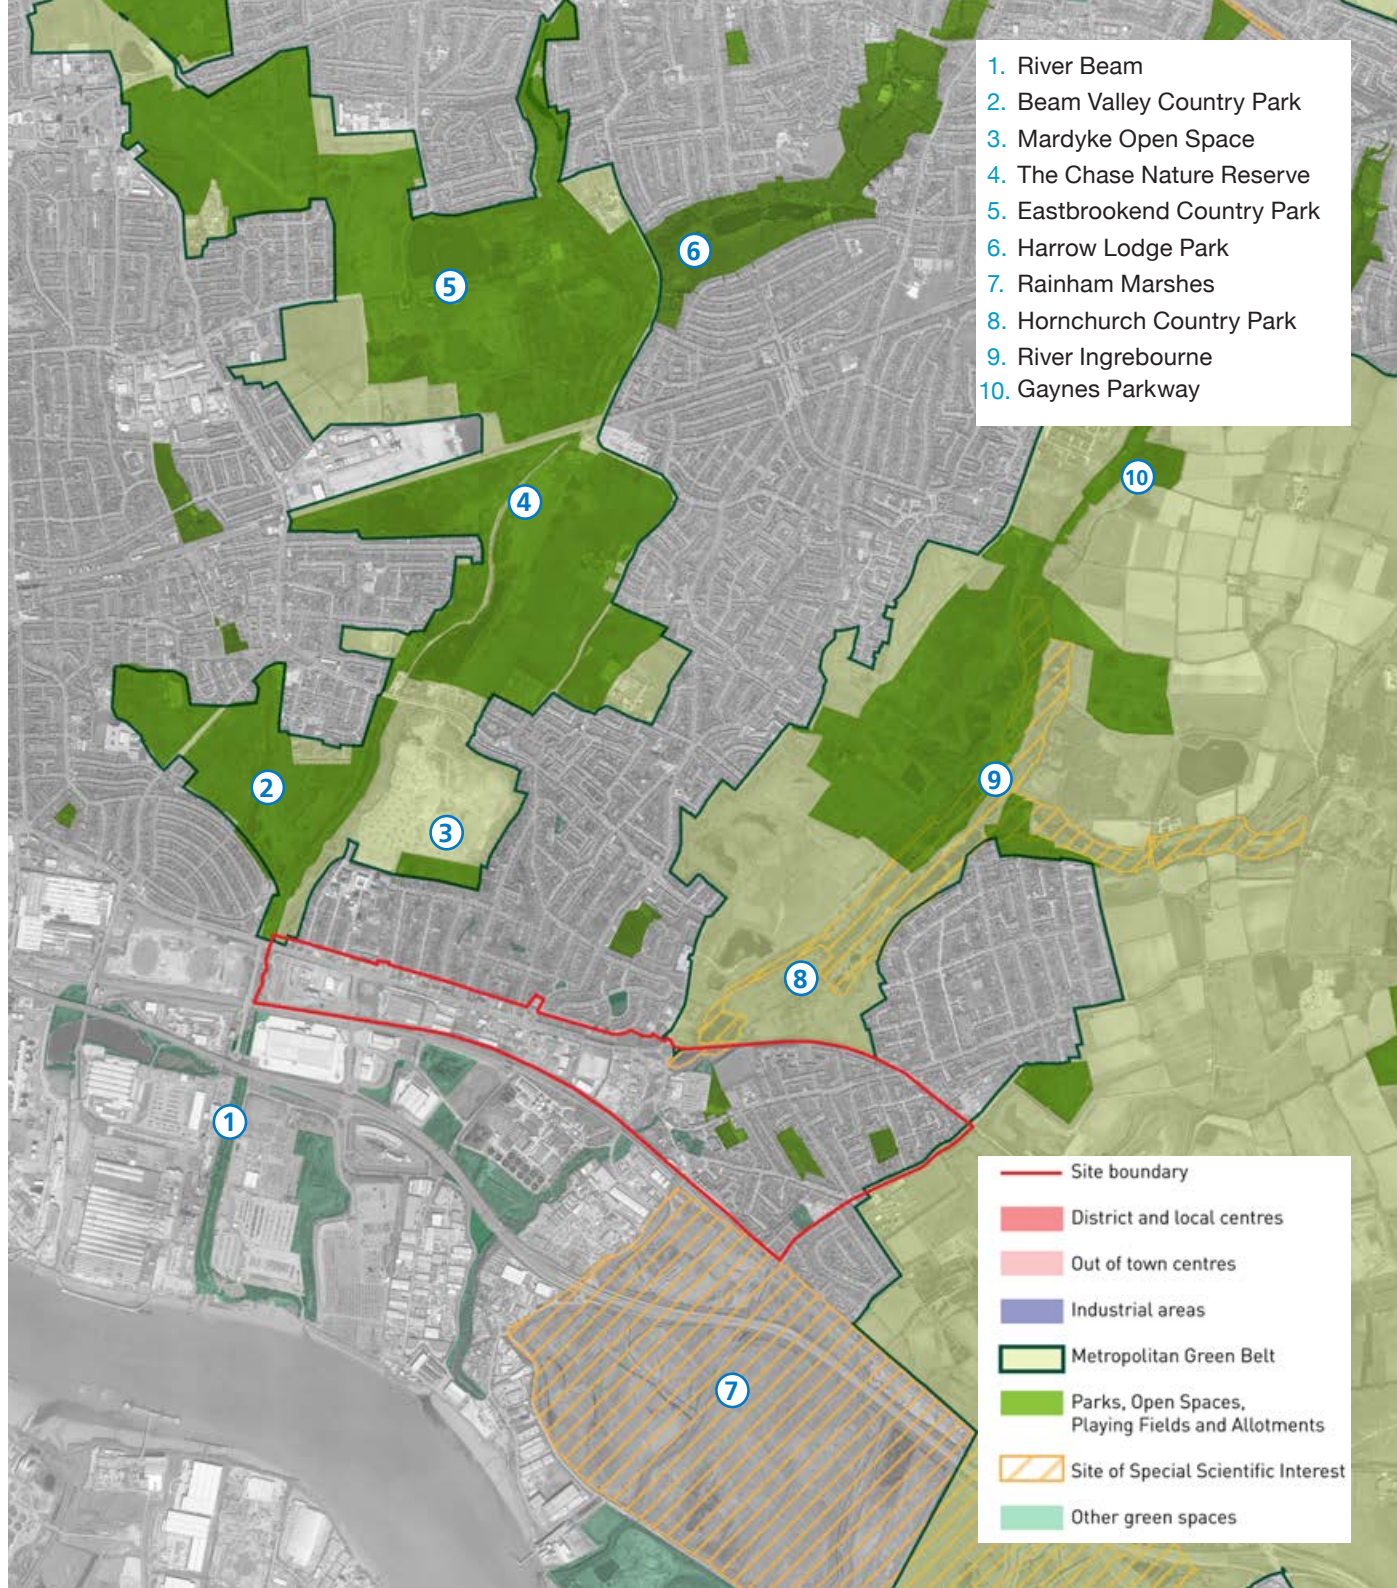 1. River Beam
2. Beam Valley Country Park
3. Mardyke Open Space
4. The Chase Nature Reserve
5. Eastbrookend Country Park
6. Harrow Lodge Park
7. Rainham Marshes
8. Hornchurch Country Park
9. River Ingrebourne
10. Gaynes Parkway
6
5
10
4
9
2
3
8
1
7
Site boundary
District and local centres
Out of town centres
Industrial areas
Metropolitan Green Belt
Parks, Open Spaces,
Playing Fields and Allotments
Site of Special Scientific Interest
Other green spaces